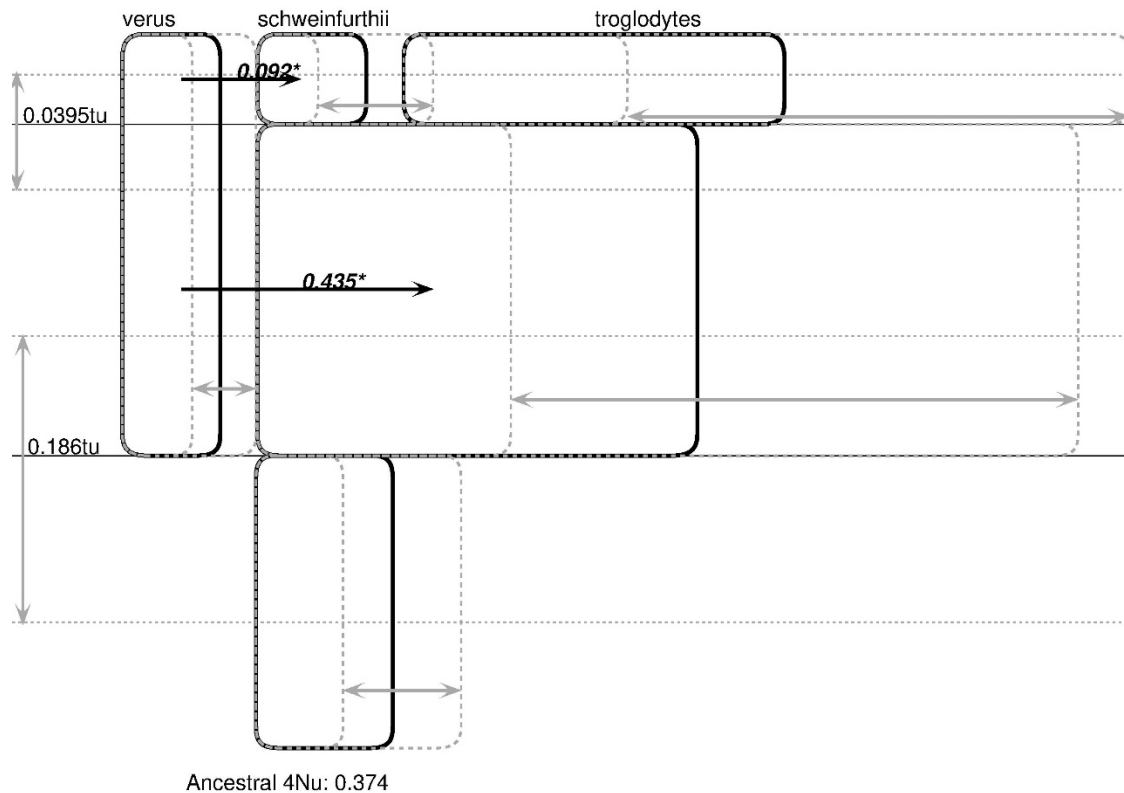 verus schweinfurthii troglodytes
0.092*
0.0395tu
0.435*
0.186tu
Ancestral 4Nu: 0.374